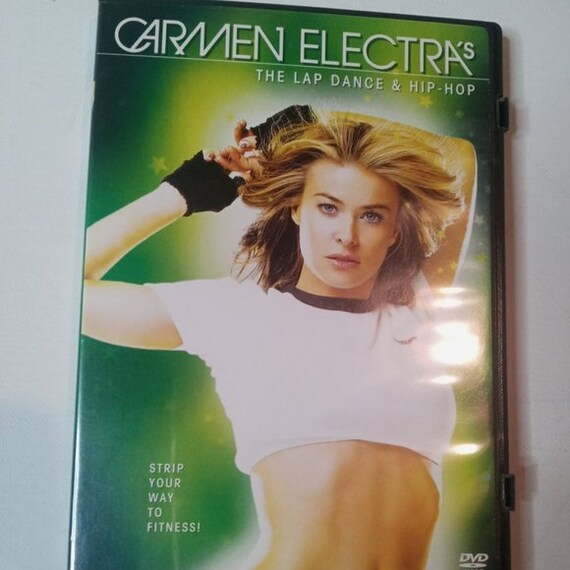 CARMEN ELECTRA'S
THE LAP DANCE & HIP-HOP
STRIP
YOUR
WAY
TO
FITNESS!
DVD